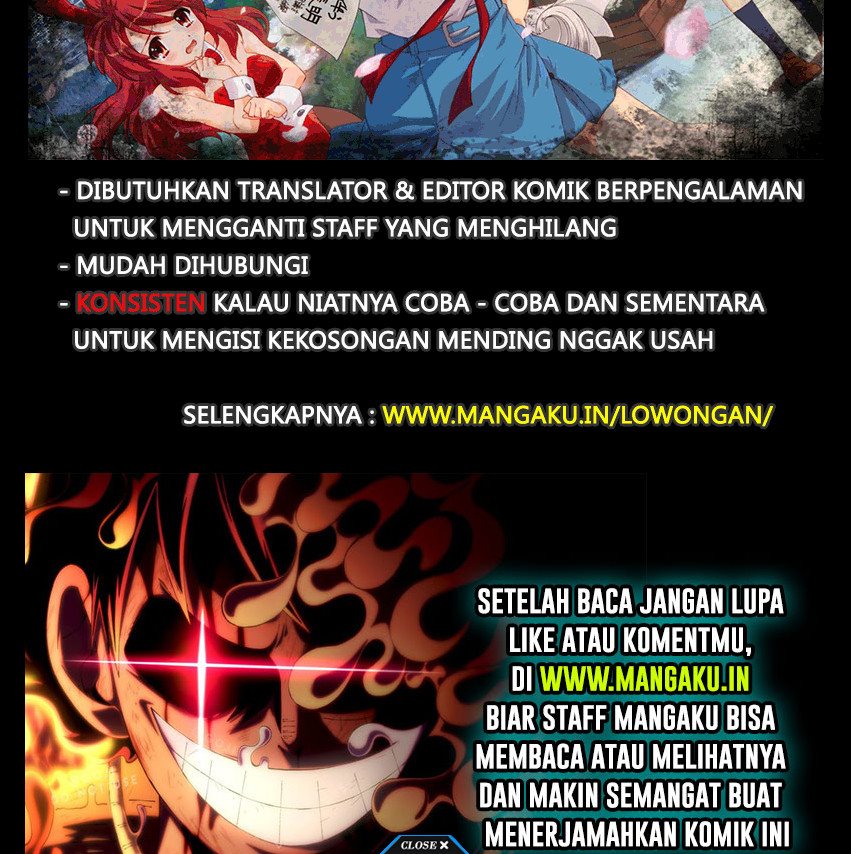 - DIBUTUHKAN TRANSLATOR & EDITOR KOMIK BERPENGALAMAN
UNTUK MENGGANTI STAFF YANG MENGHILANG
- MUDAH DIHUBUNGI
- KONSISTEN KALAU NIATNYA COBA - COBA DAN SEMENTARA
UNTUK MENGISI KEKOSONGAN MENDING NGGAK USAH
SELENGKAPNYA : WWW.MANGAKU.IN/LOWONGAN/
SETELAH BACA JANGAN LUPA
LIKE ATAU KOMENTMU,
DI WWW.MANGAKU.IN
BIAR STAFF MANGAKU BISA
MEMBACA ATAU MELIHATNYA
DAN MAKIN SEMANGAT BUAT
MENERJAMAHKAN KOMIK INI
CLOSE X